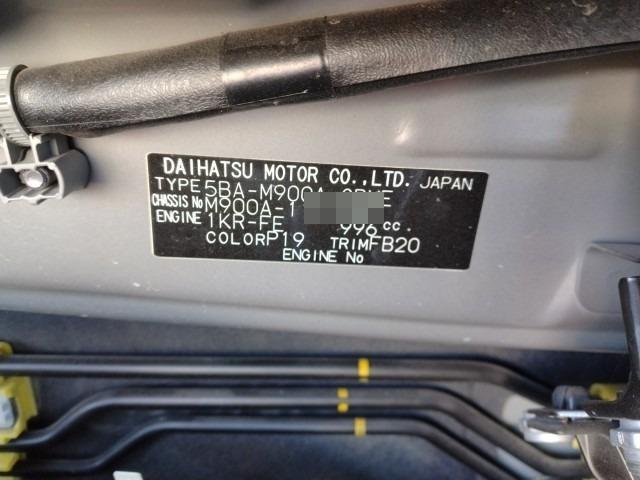 DAIHATSU MOTOR CO.,LTD. JAPAN
TYPE 5BA-M900A-
CHASSIS No M900A-1
ENGINE 1KR-FE 996 cc.
COLOR P19 TRIM FB20
ENGINE No